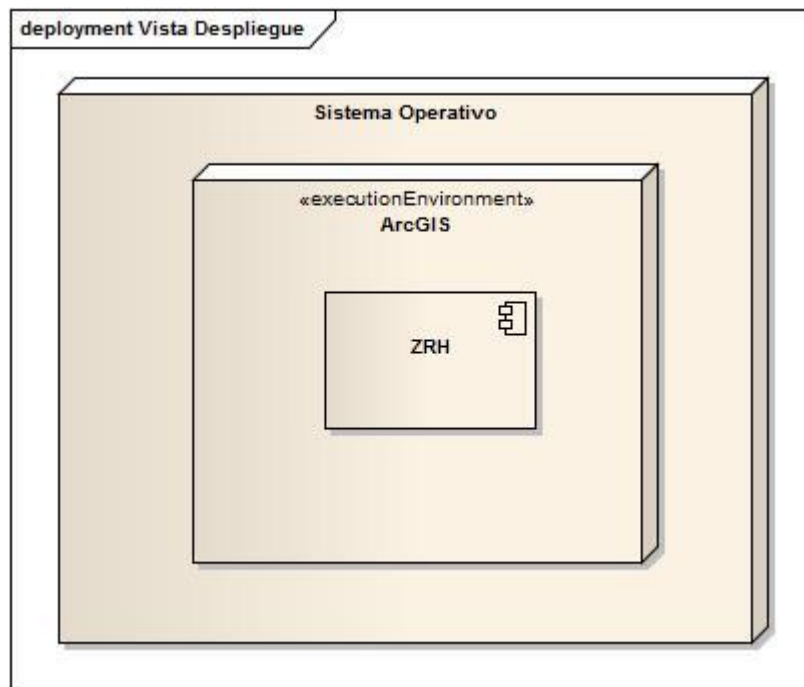 deployment Vista Despliegue
Sistema Operativo
«executionEnvironment»
ArcGIS
ZRH